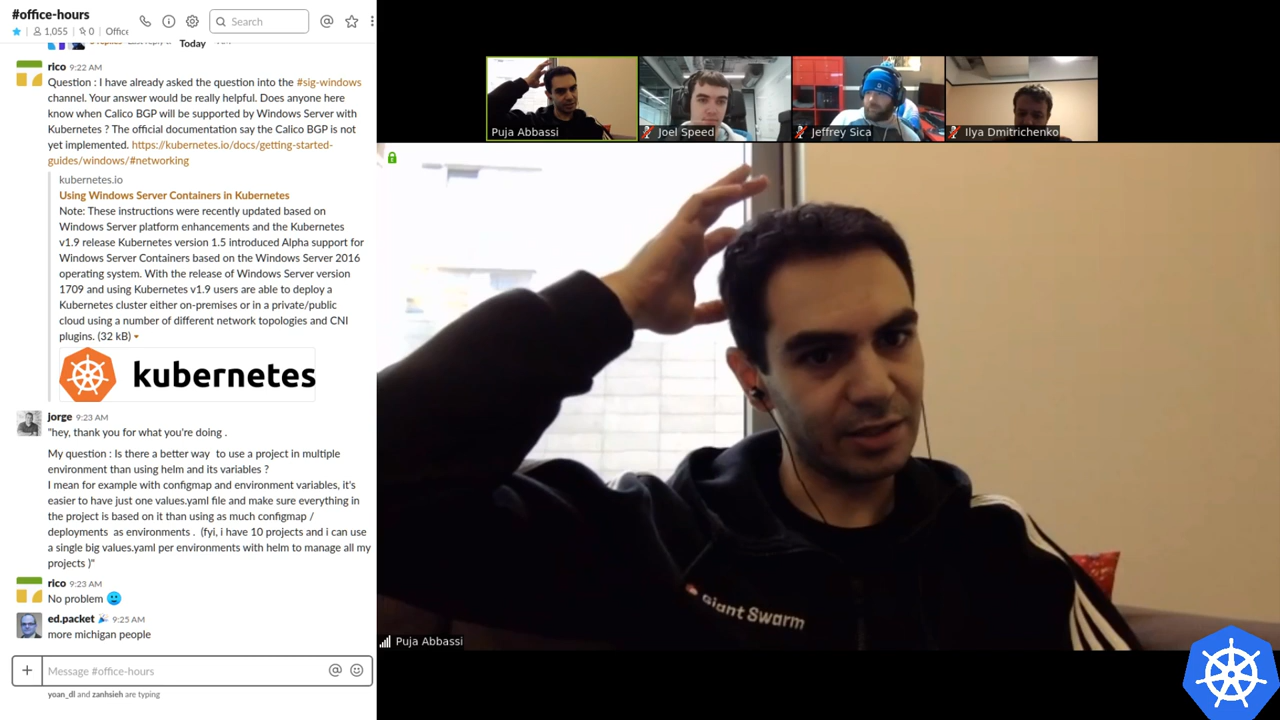 #office-hours
1,055
0
Office
Search
Today
rico 9:22 AM
Question : I have already asked the question into the #sig-windows
channel. Your answer would be really helpful. Does anyone here
know when Calico BGP will be supported by Windows Server with
Kubernetes ? The official documentation say the Calico BGP is not
yet implemented. https://kubernetes.io/docs/getting-started-
guides/windows/#networking
kubernetes.io
Using Windows Server Containers in Kubernetes
Note: These instructions were recently updated based on
Windows Server platform enhancements and the Kubernetes
v1.9 release Kubernetes version 1.5 introduced Alpha support for
Windows Server Containers based on the Windows Server 2016
operating system. With the release of Windows Server version
1709 and using Kubernetes v1.9 users are able to deploy a
Kubernetes cluster either on-premises or in a private/public
cloud using a number of different network topologies and CNI
plugins. (32 kB)
kubernetes
jorge 9:23 AM
"hey, thank you for what you're doing .
My question : Is there a better way to use a project in multiple
environment than using helm and its variables ?
I mean for example with configmap and environment variables, it's
easier to have just one values.yaml file and make sure everything in
the project is based on it than using as much configmap /
deployments as environments . (fyi, i have 10 projects and i can use
a single big values.yaml per environments with helm to manage all my
projects )"
rico 9:23 AM
No problem
ed.packet 9:25 AM
more michigan people
Message #office-hours
yoan_dl and zanhsieh are typing
Puja Abbassi
Joel Speed
Jeffrey Sica
Ilya Dmitrichenko
Giant Swarm
Puja Abbassi